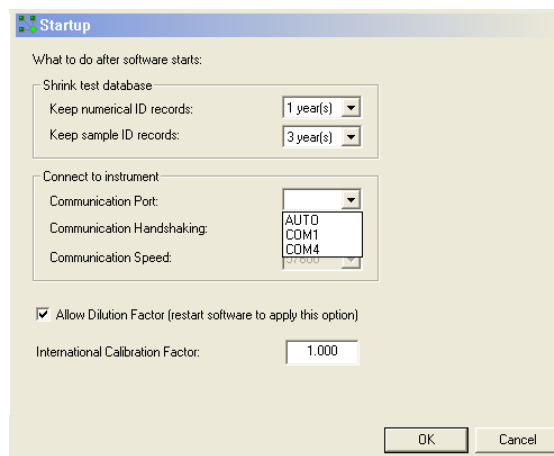 Startup
What to do after software starts:
Shrink test database
Keep numerical ID records: 1 year(s)
Keep sample ID records: 3 year(s)
Connect to instrument
Communication Port:
AUTO
Communication Handshaking: COM1
COM4
Communication Speed: 57600
Allow Dilution Factor (restart software to apply this option)
International Calibration Factor: 1.000
OK Cancel